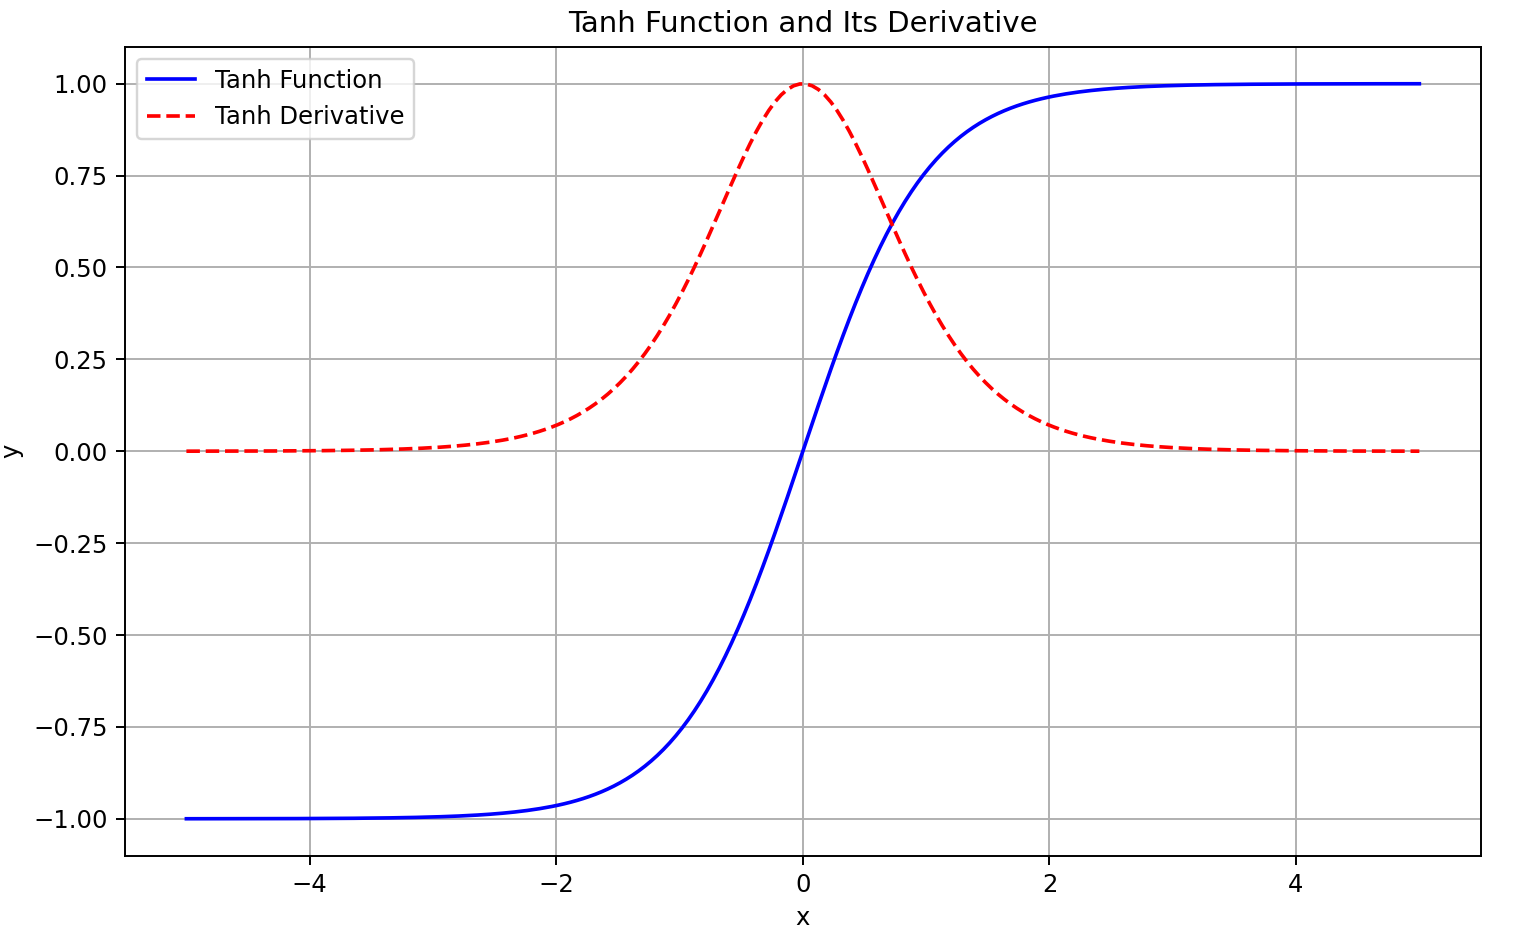 Tanh Function and Its Derivative
Tanh Function
Tanh Derivative
1.00
0.75
0.50
0.25
0.00
−0.25
−0.50
−0.75
−1.00
y
−4
−2
0
2
4
x